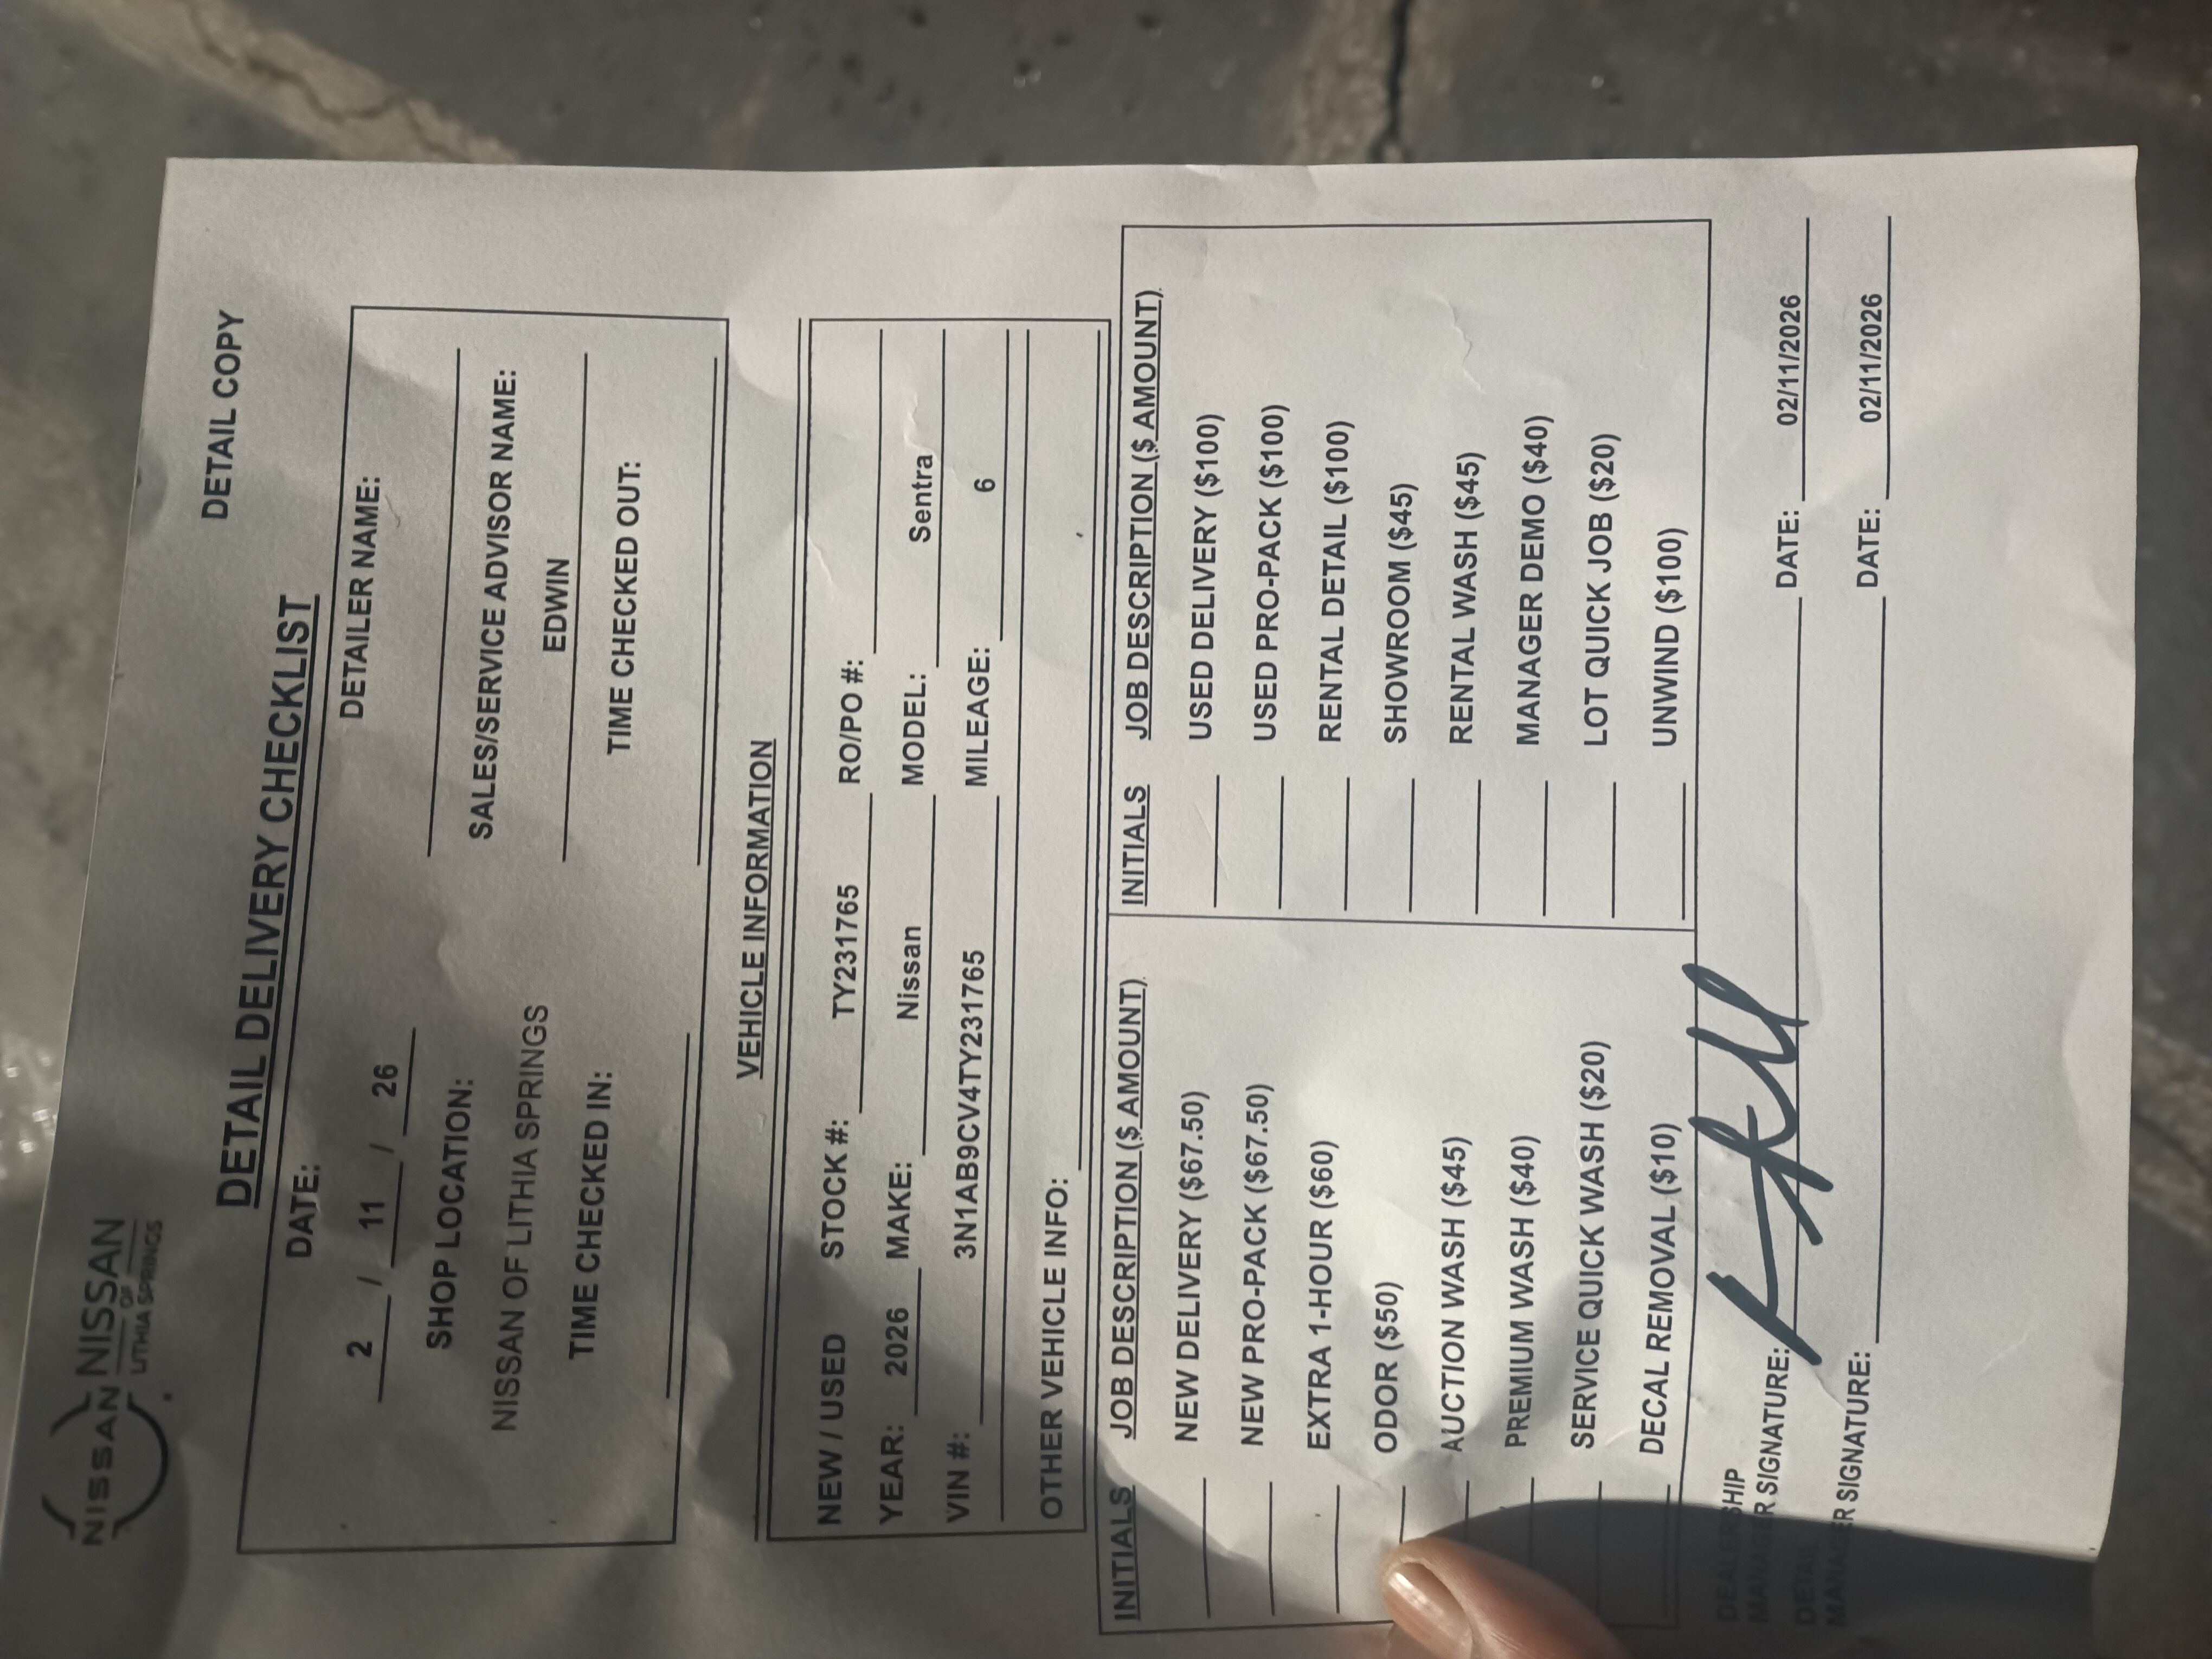 NISSAN
NISSAN
OF
LITHIA SPRINGS
DETAIL COPY
DETAIL DELIVERY CHECKLIST
DATE: DETAILER NAME:
2 / 11 / 26
SHOP LOCATION: SALES/SERVICE ADVISOR NAME:
NISSAN OF LITHIA SPRINGS EDWIN
TIME CHECKED IN: TIME CHECKED OUT:
VEHICLE INFORMATION
NEW / USED STOCK #: TY231765 RO/PO #:
YEAR: 2026 MAKE: Nissan MODEL: Sentra
VIN #: 3N1AB9CV4TY231765 MILEAGE: 6
OTHER VEHICLE INFO:
INITIALS JOB DESCRIPTION ($ AMOUNT) INITIALS JOB DESCRIPTION ($ AMOUNT)
NEW DELIVERY ($67.50) USED DELIVERY ($100)
NEW PRO-PACK ($67.50) USED PRO-PACK ($100)
EXTRA 1-HOUR ($60) RENTAL DETAIL ($100)
ODOR ($50) SHOWROOM ($45)
AUCTION WASH ($45) RENTAL WASH ($45)
PREMIUM WASH ($40) MANAGER DEMO ($40)
SERVICE QUICK WASH ($20) LOT QUICK JOB ($20)
DECAL REMOVAL ($10) UNWIND ($100)
DEALERSHIP
MANAGER SIGNATURE: DATE: 02/11/2026
DETAIL
MANAGER SIGNATURE: DATE: 02/11/2026